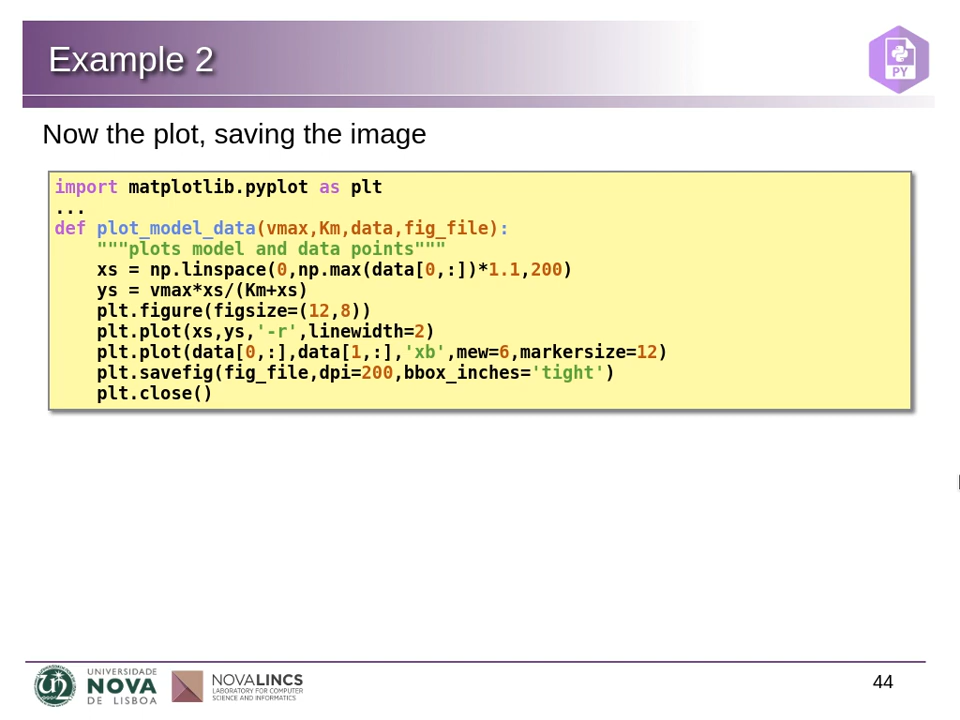 Example 2
PY
Now the plot, saving the image
import matplotlib.pyplot as plt
...
def plot_model_data(vmax,Km,data,fig_file):
    """plots model and data points"""
    xs = np.linspace(0,np.max(data[0,:])*1.1,200)
    ys = vmax*xs/(Km+xs)
    plt.figure(figsize=(12,8))
    plt.plot(xs,ys,'-r',linewidth=2)
    plt.plot(data[0,:],data[1,:],'xb',mew=6,markersize=12)
    plt.savefig(fig_file,dpi=200,bbox_inches='tight')
    plt.close()
UNIVERSIDADE
NOVA
DE LISBOA
NOVALINCS
LABORATORY FOR COMPUTER
SCIENCE AND INFORMATICS
44